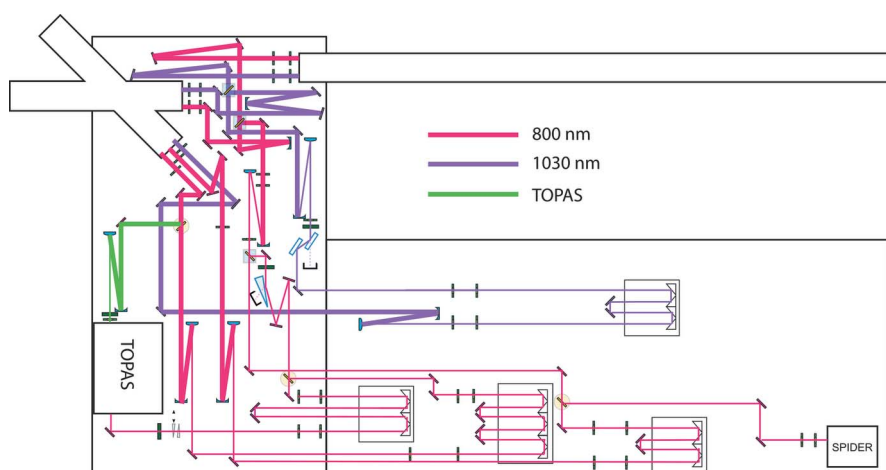 800 nm
1030 nm
TOPAS
TOPAS
SPIDER